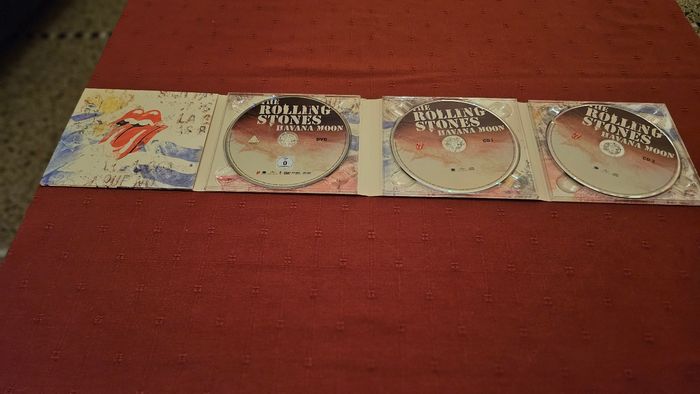 THE
ROLLING
STONES
HAVANA MOON
DVD
THE
ROLLING
STONES
HAVANA MOON
CD 1
THE
ROLLING
STONES
HAVANA MOON
CD 2